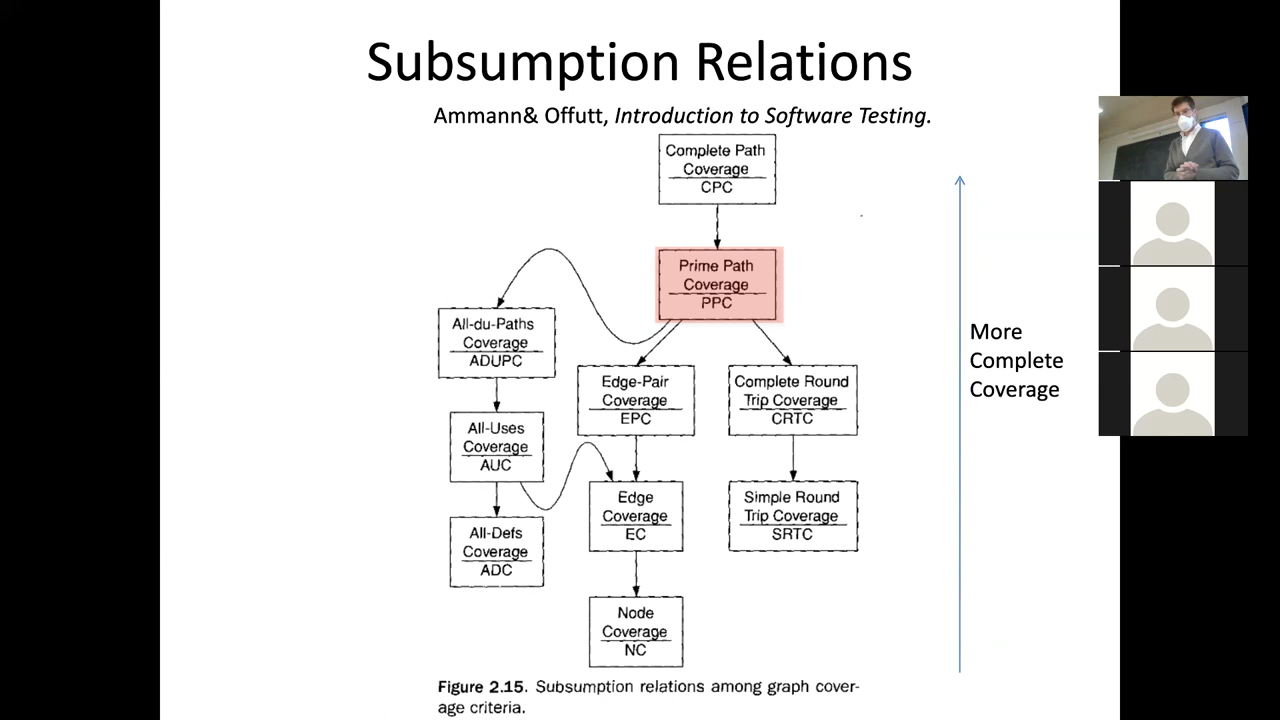 Subsumption Relations
Ammann& Offutt, Introduction to Software Testing.
Complete Path
Coverage
CPC
Prime Path
Coverage
PPC
All-du-Paths
Coverage
ADUPC
Edge-Pair
Coverage
EPC
Complete Round
Trip Coverage
CRTC
All-Uses
Coverage
AUC
Edge
Coverage
EC
Simple Round
Trip Coverage
SRTC
All-Defs
Coverage
ADC
Node
Coverage
NC
More
Complete
Coverage
Figure 2.15. Subsumption relations among graph cover-
age criteria.